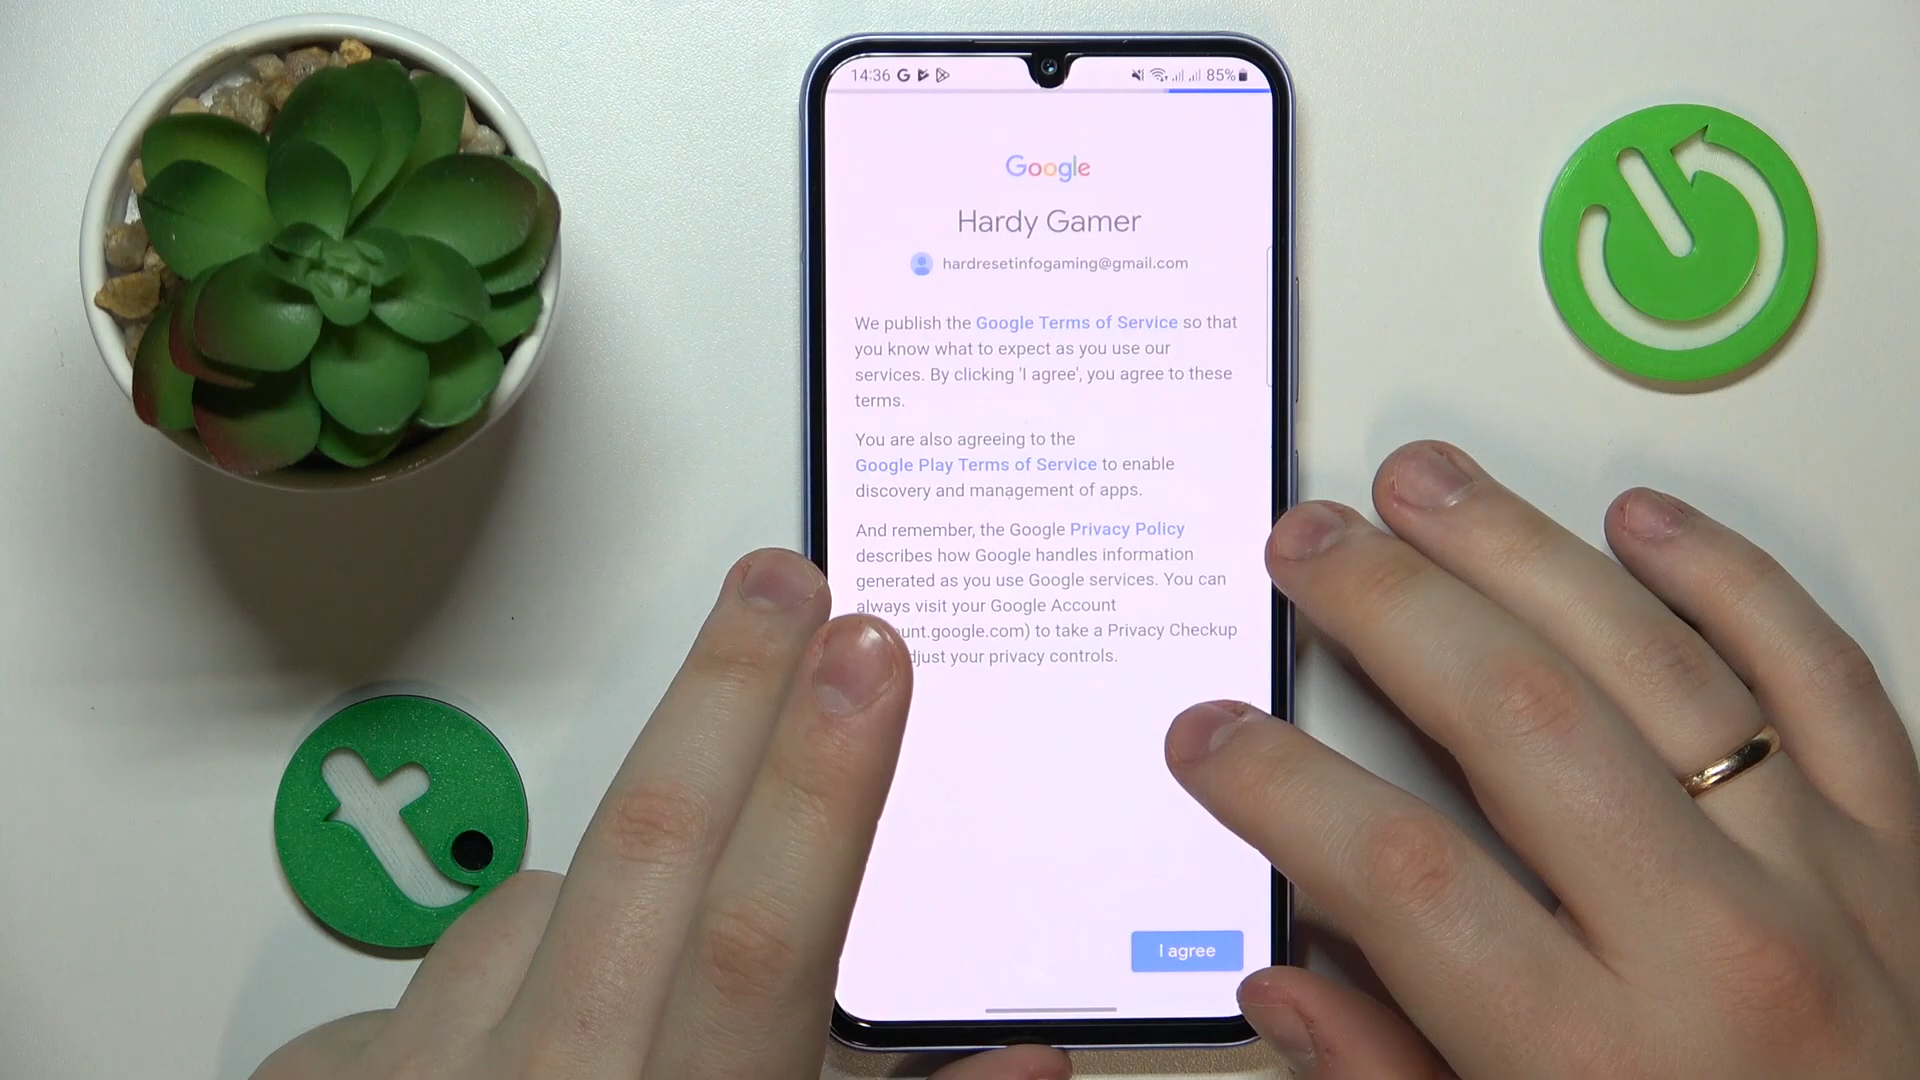 14:36 85%
Google
Hardy Gamer
hardresetinfogaming@gmail.com
We publish the Google Terms of Service so that
you know what to expect as you use our
services. By clicking 'I agree', you agree to these
terms.
You are also agreeing to the
Google Play Terms of Service to enable
discovery and management of apps.
And remember, the Google Privacy Policy
describes how Google handles information
generated as you use Google services. You can
always visit your Google Account
unt.google.com) to take a Privacy Checkup
djust your privacy controls.
I agree